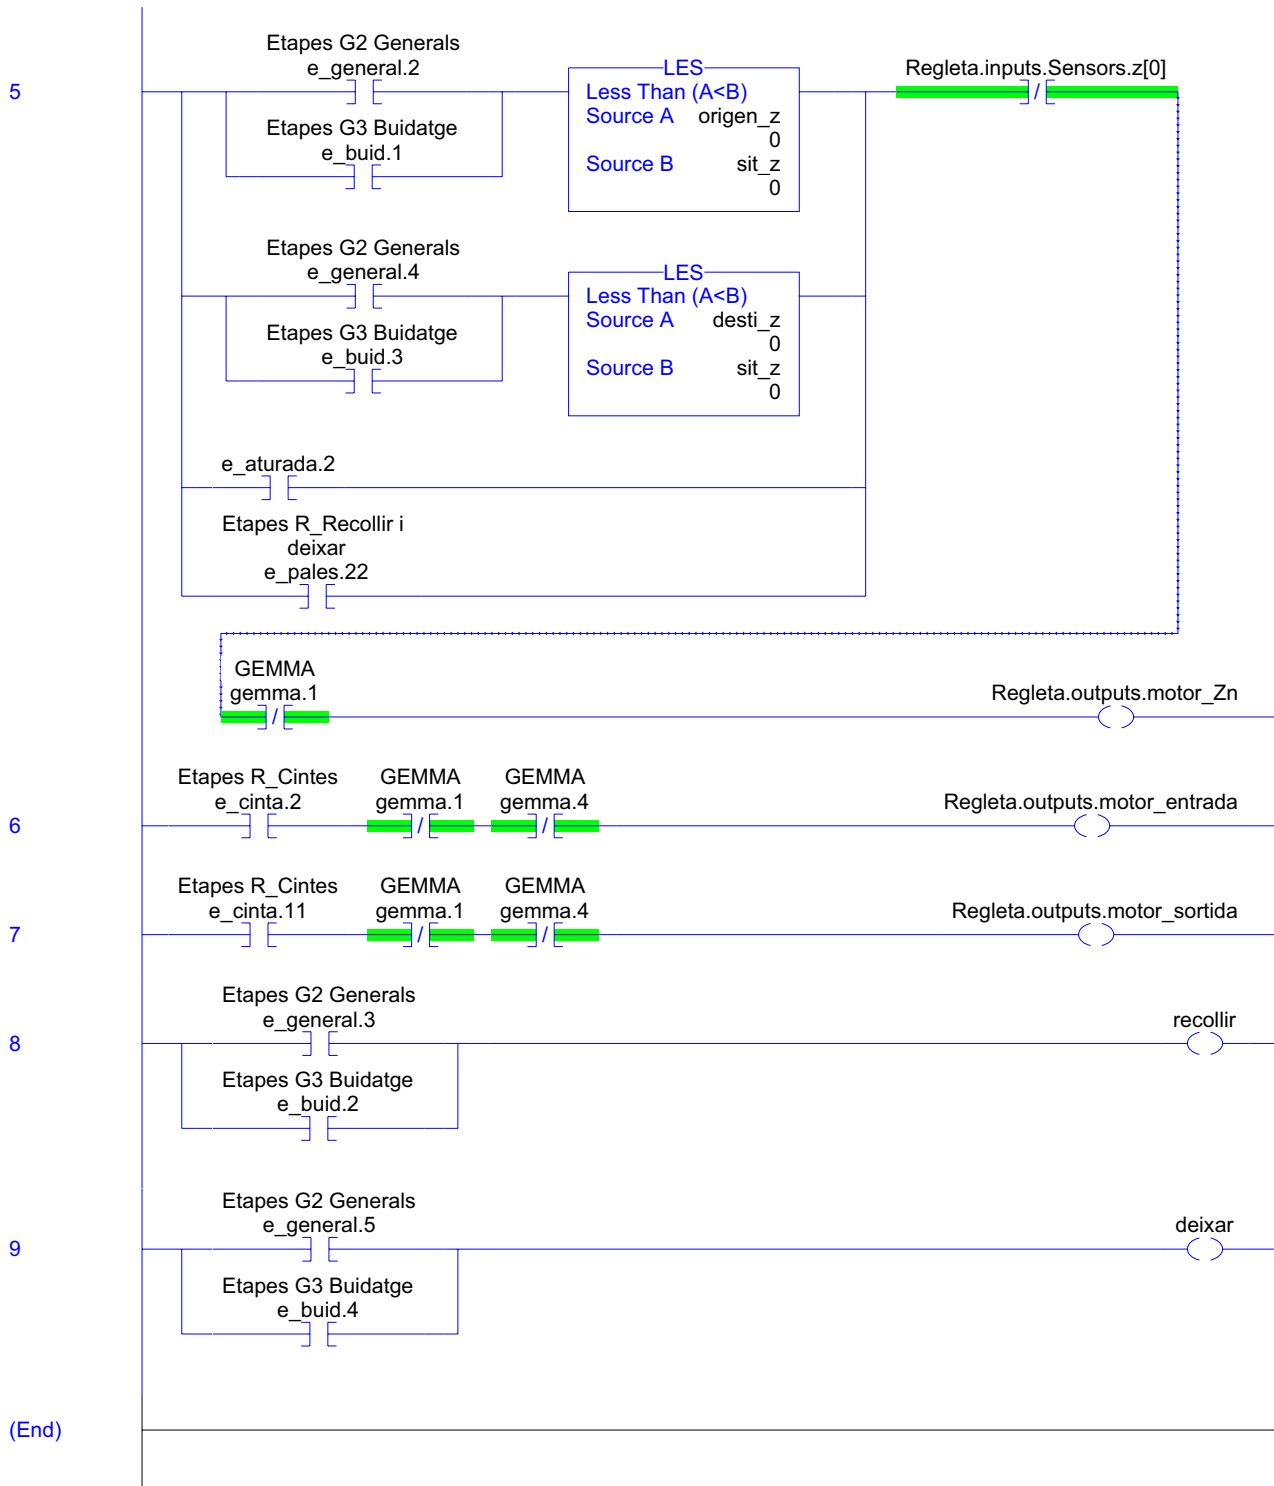 5
Etapes G2 Generals
e_general.2
LES
Less Than (A<B)
Source A origen_z
0
Source B sit_z
0
Regleta.inputs.Sensors.z[0]
/
Etapes G3 Buidatge
e_buid.1
Etapes G2 Generals
e_general.4
LES
Less Than (A<B)
Source A desti_z
0
Source B sit_z
0
Etapes G3 Buidatge
e_buid.3
e_aturada.2
Etapes R_Recollir i
deixar
e_pales.22
GEMMA
gemma.1
/
Regleta.outputs.motor_Zn
6
Etapes R_Cintes
e_cinta.2
GEMMA
gemma.1
/
GEMMA
gemma.4
/
Regleta.outputs.motor_entrada
7
Etapes R_Cintes
e_cinta.11
GEMMA
gemma.1
/
GEMMA
gemma.4
/
Regleta.outputs.motor_sortida
8
Etapes G2 Generals
e_general.3
recollir
Etapes G3 Buidatge
e_buid.2
9
Etapes G2 Generals
e_general.5
deixar
Etapes G3 Buidatge
e_buid.4
(End)